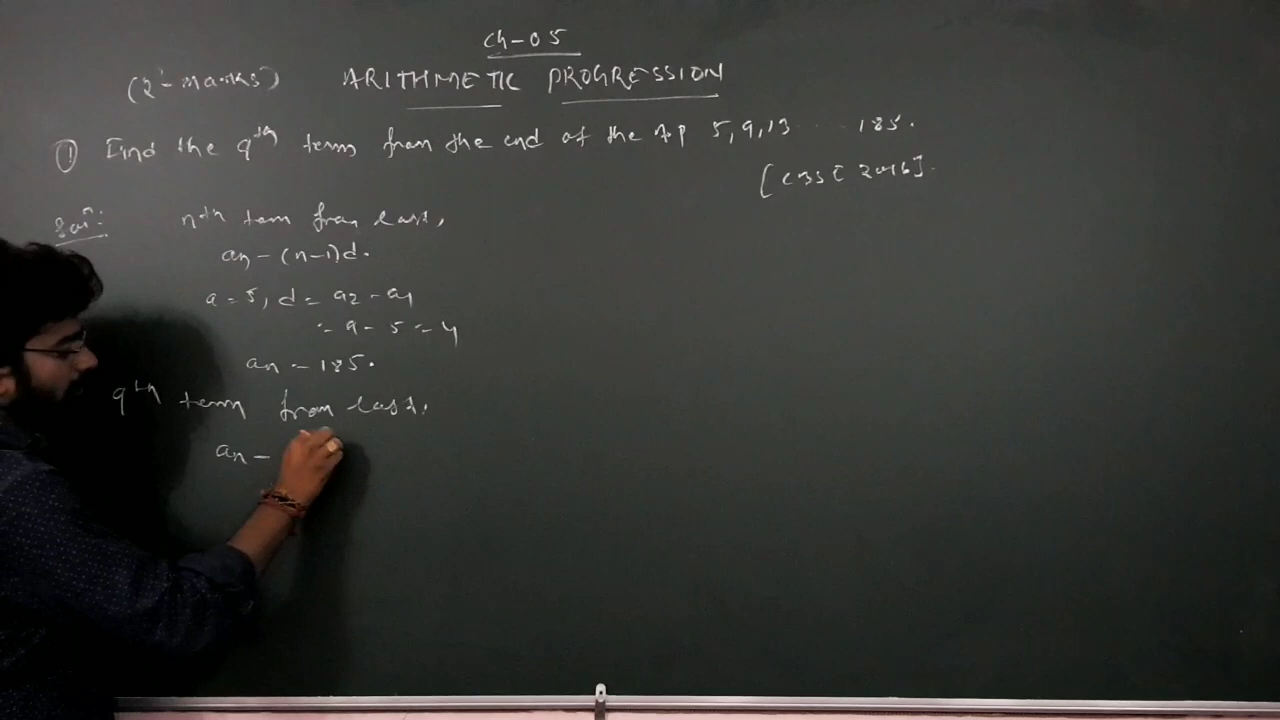 Ch-05
(2-marks) ARITHMETIC PROGRESSION
① Find the 9th term from the end of the AP 5, 9, 13 ... 185.
[CBSE 2016].
Solⁿ:
nth term from last,
an - (n-1)d.
a = 5, d = a2 - a1
= 9 - 5 = 4
an = 185.
9th term from last,
an -